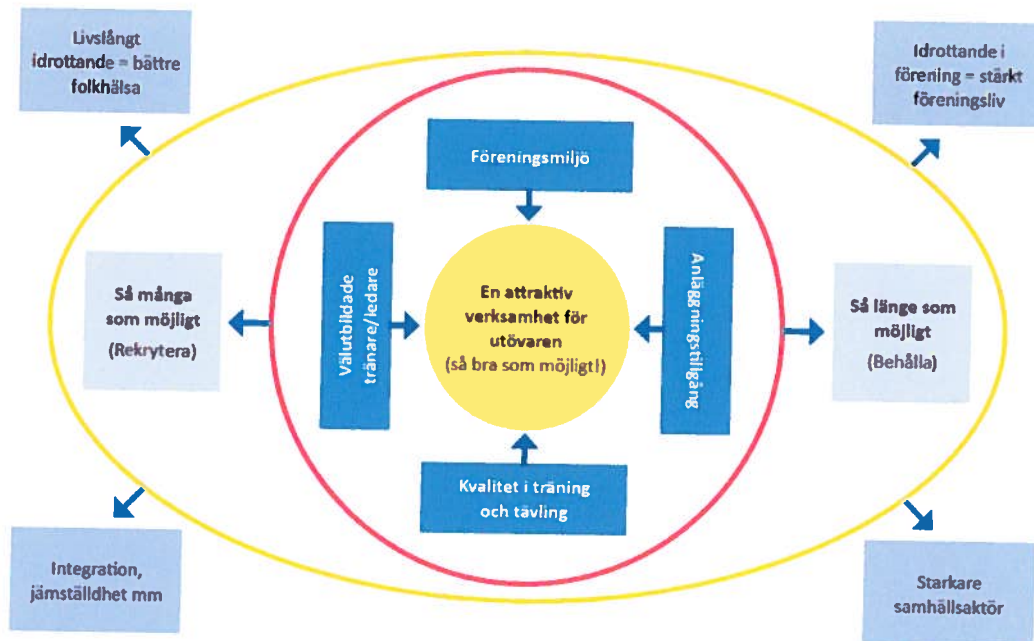 Livslångt
idrottande = bättre
folkhälsa
Idrottande i
förening = stärkt
föreningsliv
Föreningsmiljö
Så många
som möjligt
(Rekrytera)
Välutbildade
tränare/ledare
En attraktiv
verksamhet för
utövaren
(så bra som möjligt!)
Anläggningstillgång
Så länge som
möjligt
(Behålla)
Kvalitet i träning
och tävling
Integration,
jämställdhet mm
Starkare
samhällsaktör